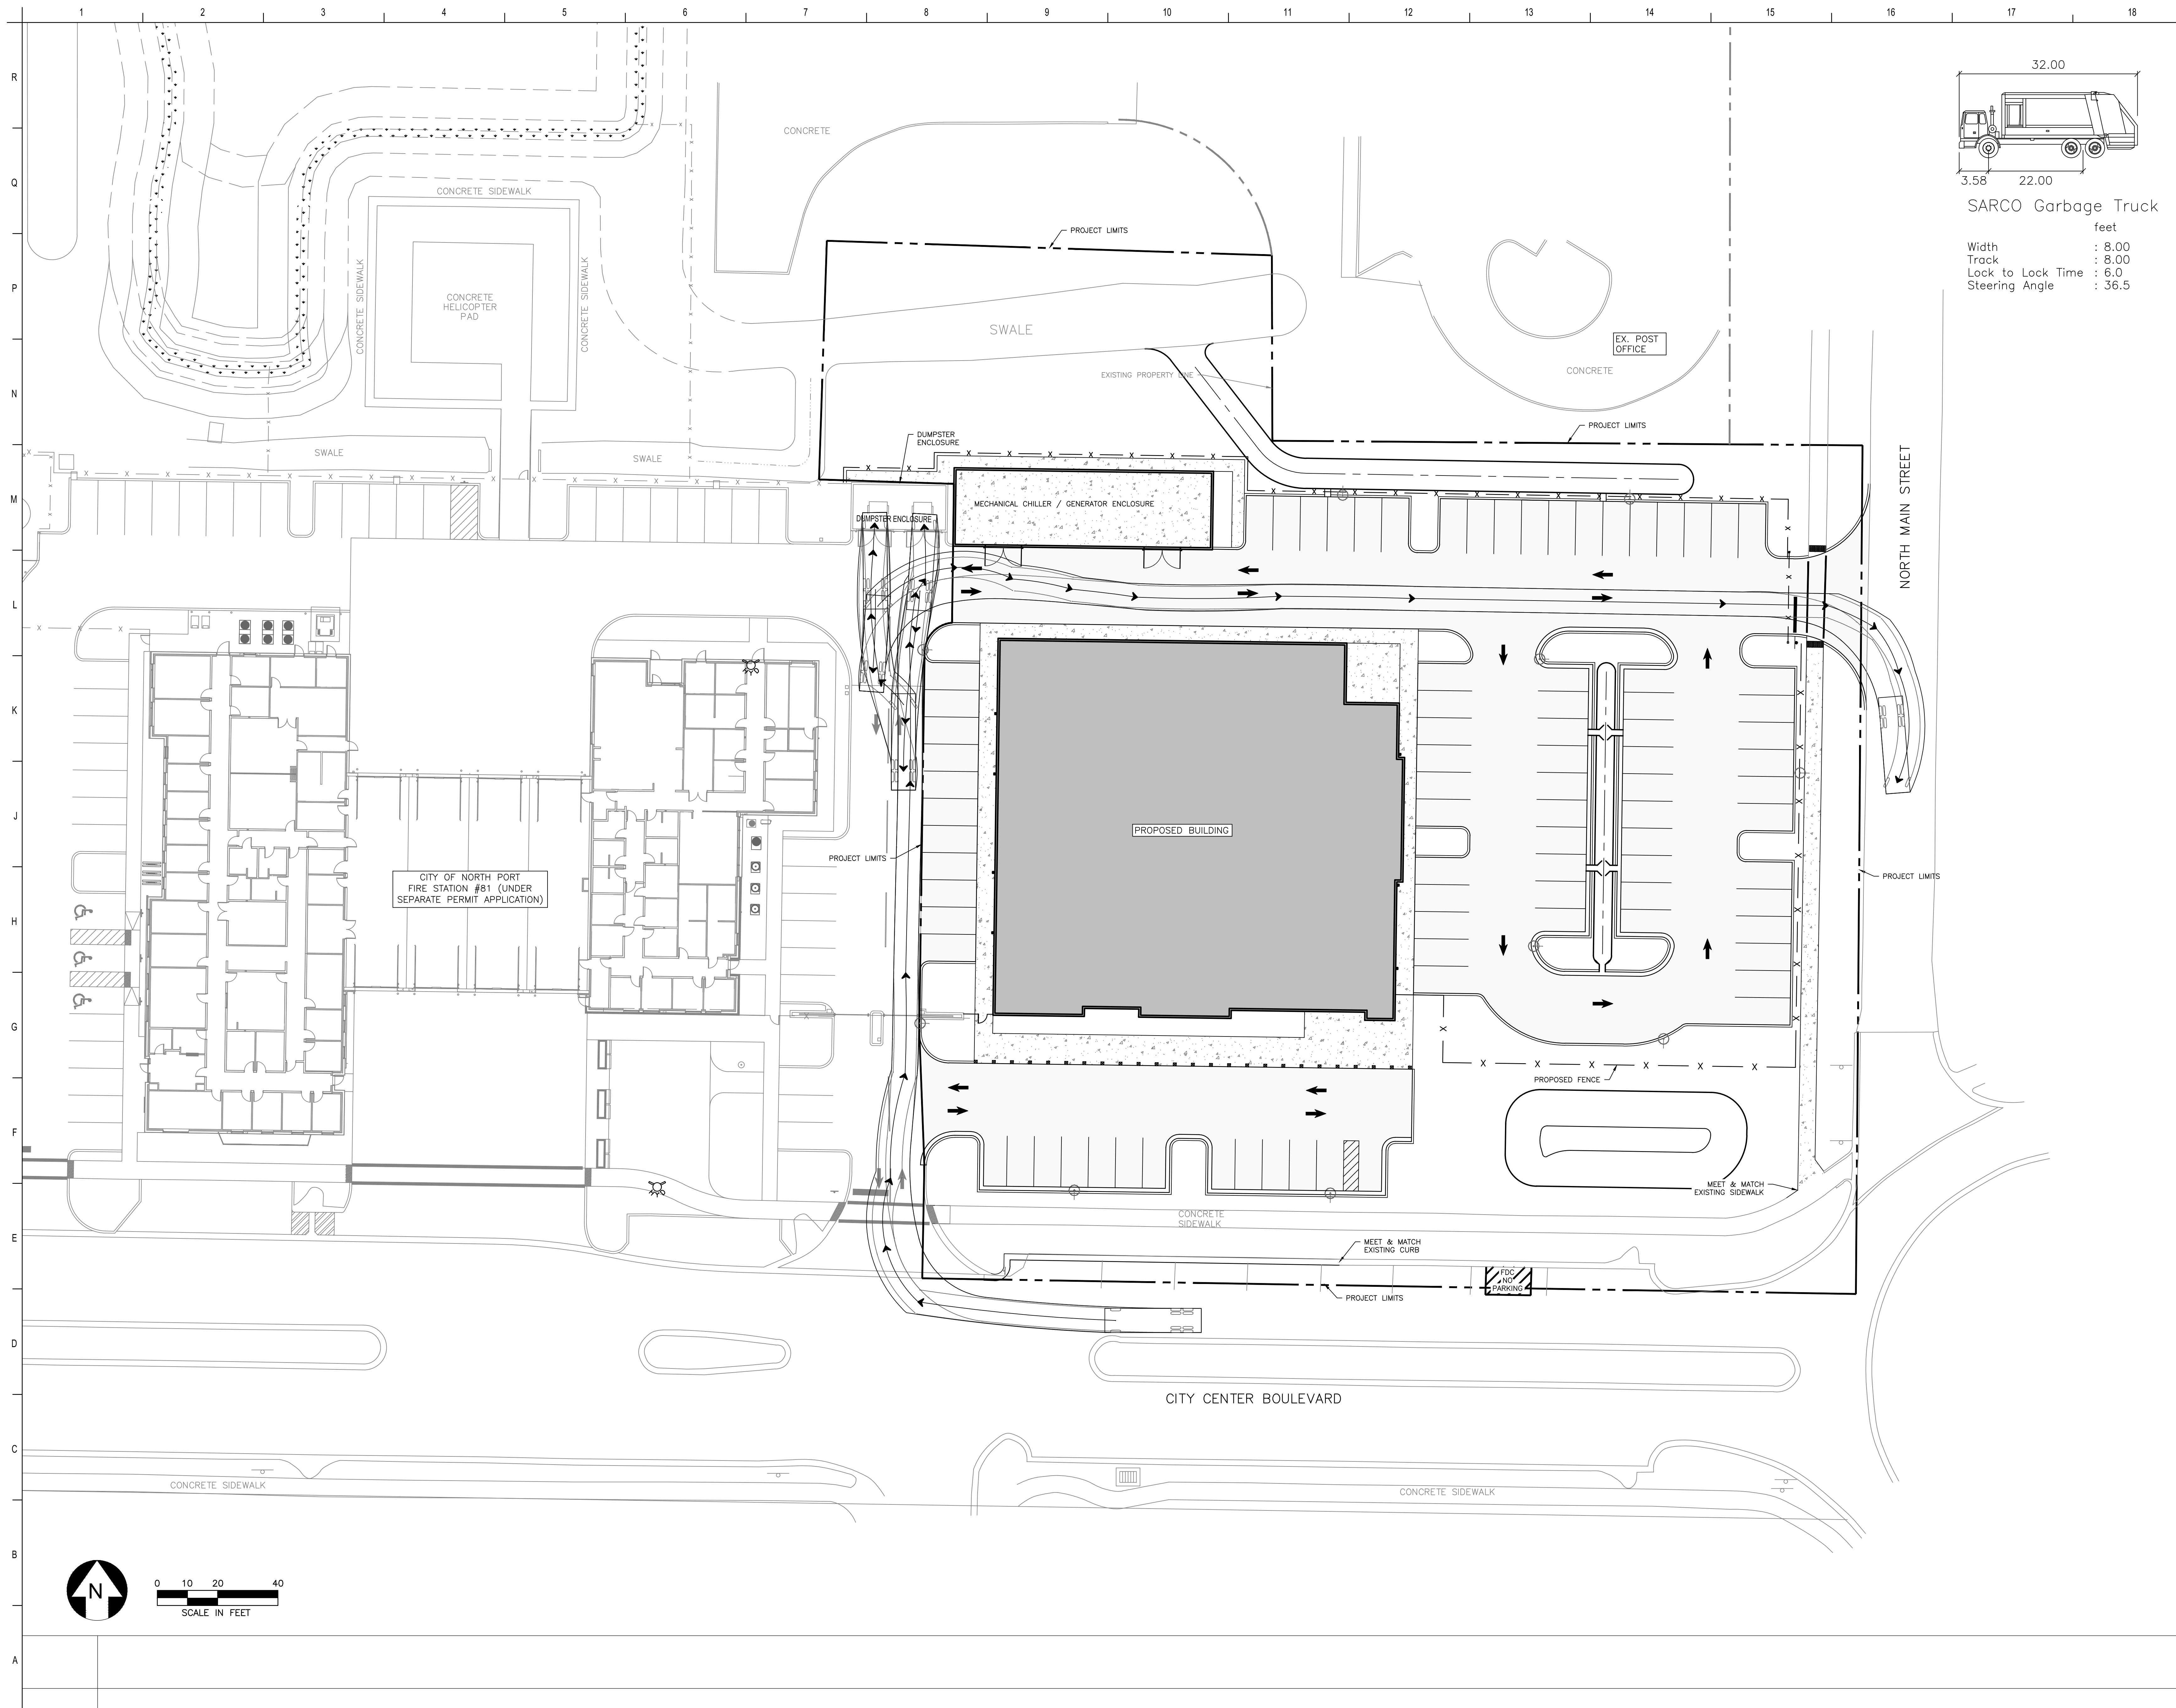 1 2 3 4 5 6 7 8 9 10 11 12 13 14 15 16 17 18
R
Q
P
N
M
L
K
J
H
G
F
E
D
C
B
A
32.00
3.58 22.00
SARCO Garbage Truck
feet
Width : 8.00
Track : 8.00
Lock to Lock Time : 6.0
Steering Angle : 36.5
CONCRETE
CONCRETE SIDEWALK
CONCRETE SIDEWALK
CONCRETE
HELICOPTER
PAD
CONCRETE SIDEWALK
PROJECT LIMITS
SWALE
EX. POST
OFFICE
CONCRETE
EXISTING PROPERTY LINE
PROJECT LIMITS
DUMPSTER
ENCLOSURE
SWALE
SWALE
NORTH MAIN STREET
MECHANICAL CHILLER / GENERATOR ENCLOSURE
DUMPSTER ENCLOSURE
PROPOSED BUILDING
PROJECT LIMITS
CITY OF NORTH PORT
FIRE STATION #81 (UNDER
SEPARATE PERMIT APPLICATION)
PROJECT LIMITS
PROPOSED FENCE
MEET & MATCH
EXISTING SIDEWALK
CONCRETE
SIDEWALK
MEET & MATCH
EXISTING CURB
FDC
NO
PARKING
PROJECT LIMITS
CITY CENTER BOULEVARD
CONCRETE SIDEWALK
CONCRETE SIDEWALK
N
0 10 20 40
SCALE IN FEET